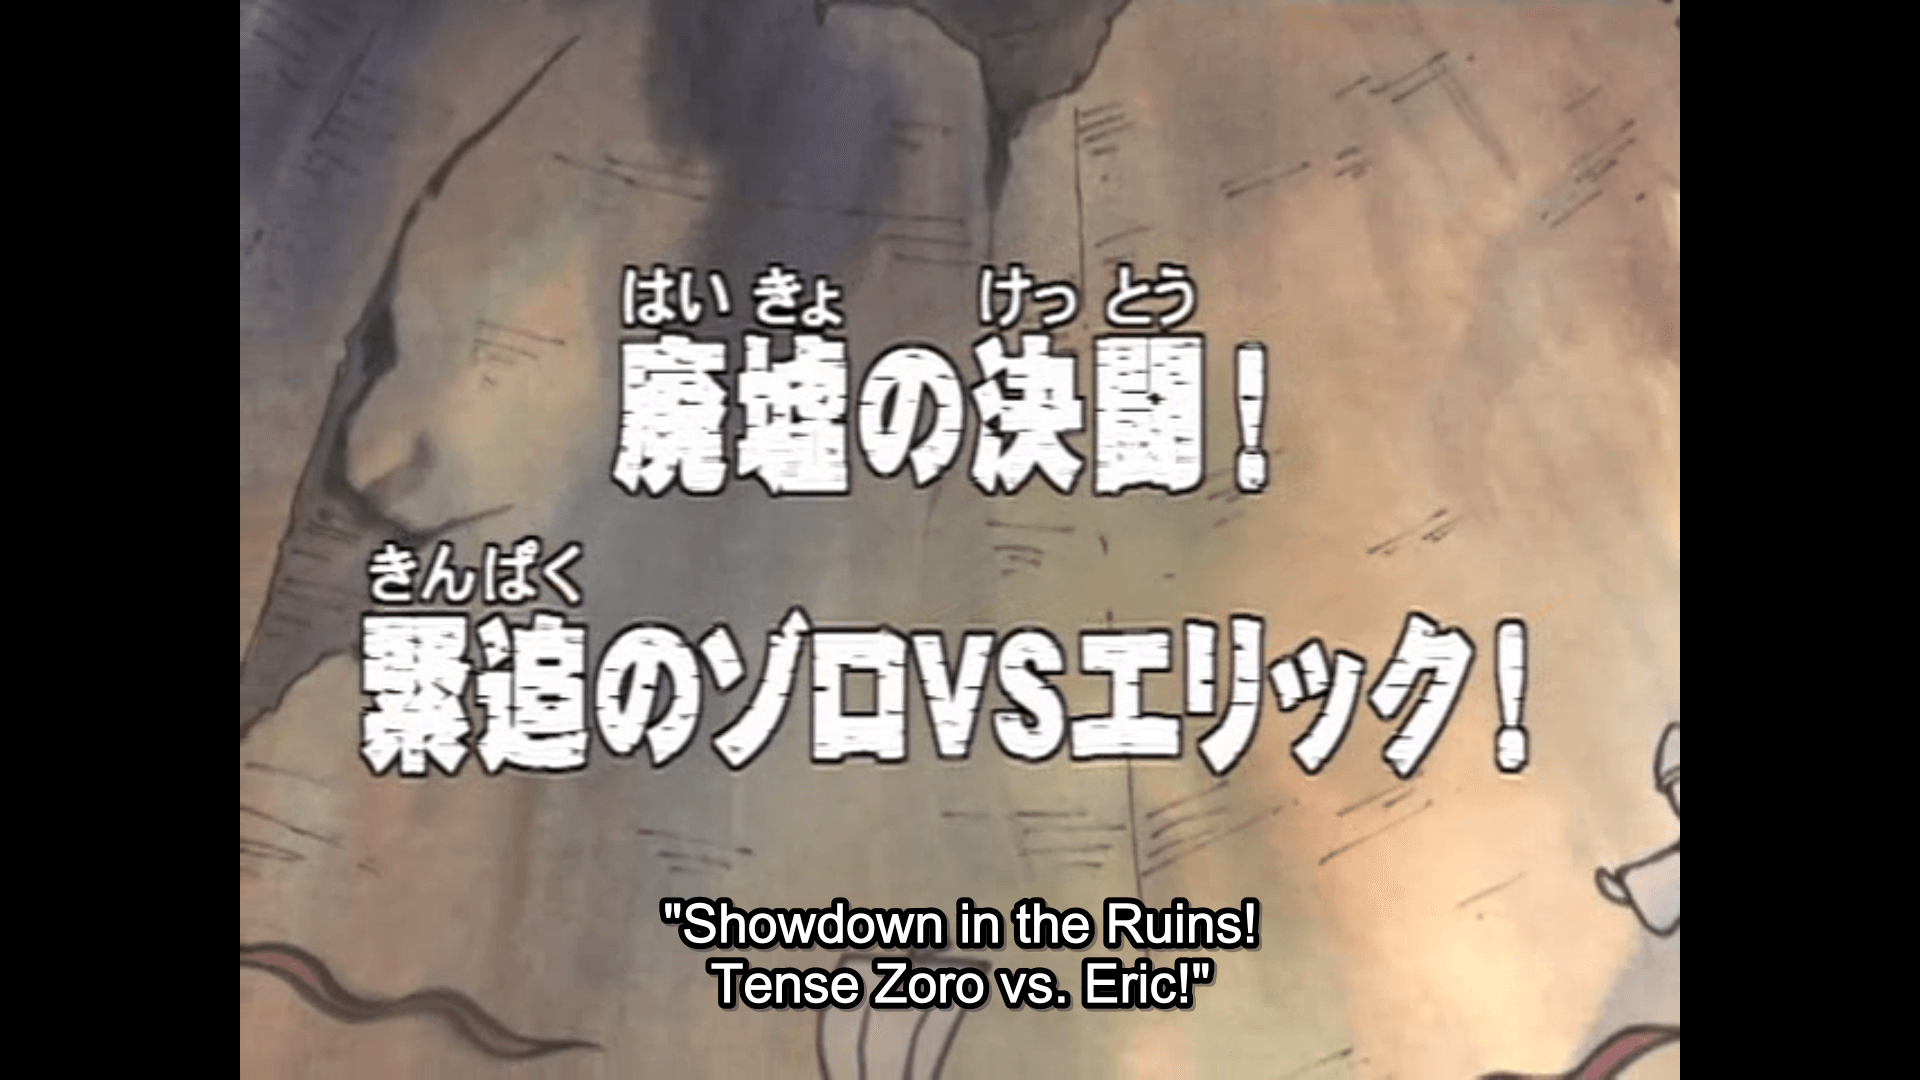 はいきょ けっとう
廃墟の決闘!
きんぱく
緊迫のゾロVSエリック!
"Showdown in the Ruins!
Tense Zoro vs. Eric!"